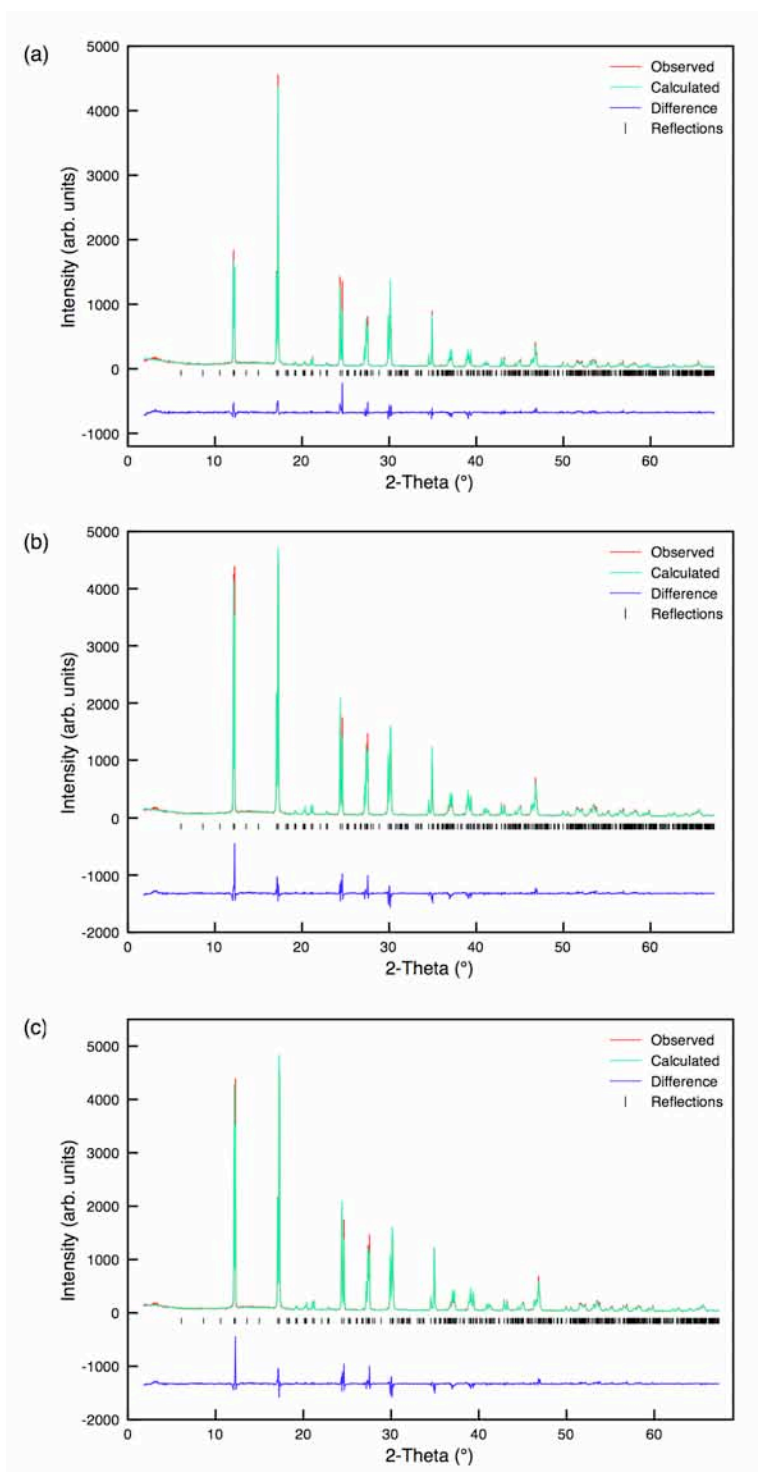 (a)
5000
4000
3000
2000
1000
0
-1000
Intensity (arb. units)
Observed
Calculated
Difference
Reflections
0 10 20 30 40 50 60
2-Theta (°)
(b)
5000
4000
3000
2000
1000
0
-1000
-2000
Intensity (arb. units)
Observed
Calculated
Difference
Reflections
0 10 20 30 40 50 60
2-Theta (°)
(c)
5000
4000
3000
2000
1000
0
-1000
-2000
Intensity (arb. units)
Observed
Calculated
Difference
Reflections
0 10 20 30 40 50 60
2-Theta (°)